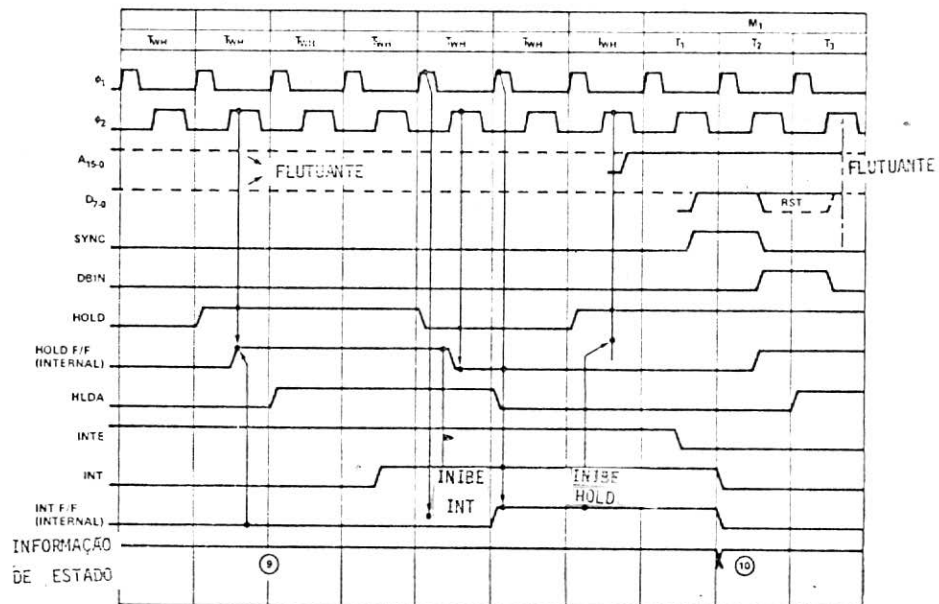 M1
TWH TWH TWH TWH TWH TWH TWH T1 T2 T3
ϕ1
ϕ2
A15-0
FLUTUANTE
FLUTUANTE
D7-0
RST
SYNC
DBIN
HOLD
HOLD F/F
(INTERNAL)
HLDA
INTE
INT
INIBE
INT
INIBE
HOLD
INT F/F
(INTERNAL)
INFORMAÇÃO
DE ESTADO
9
10